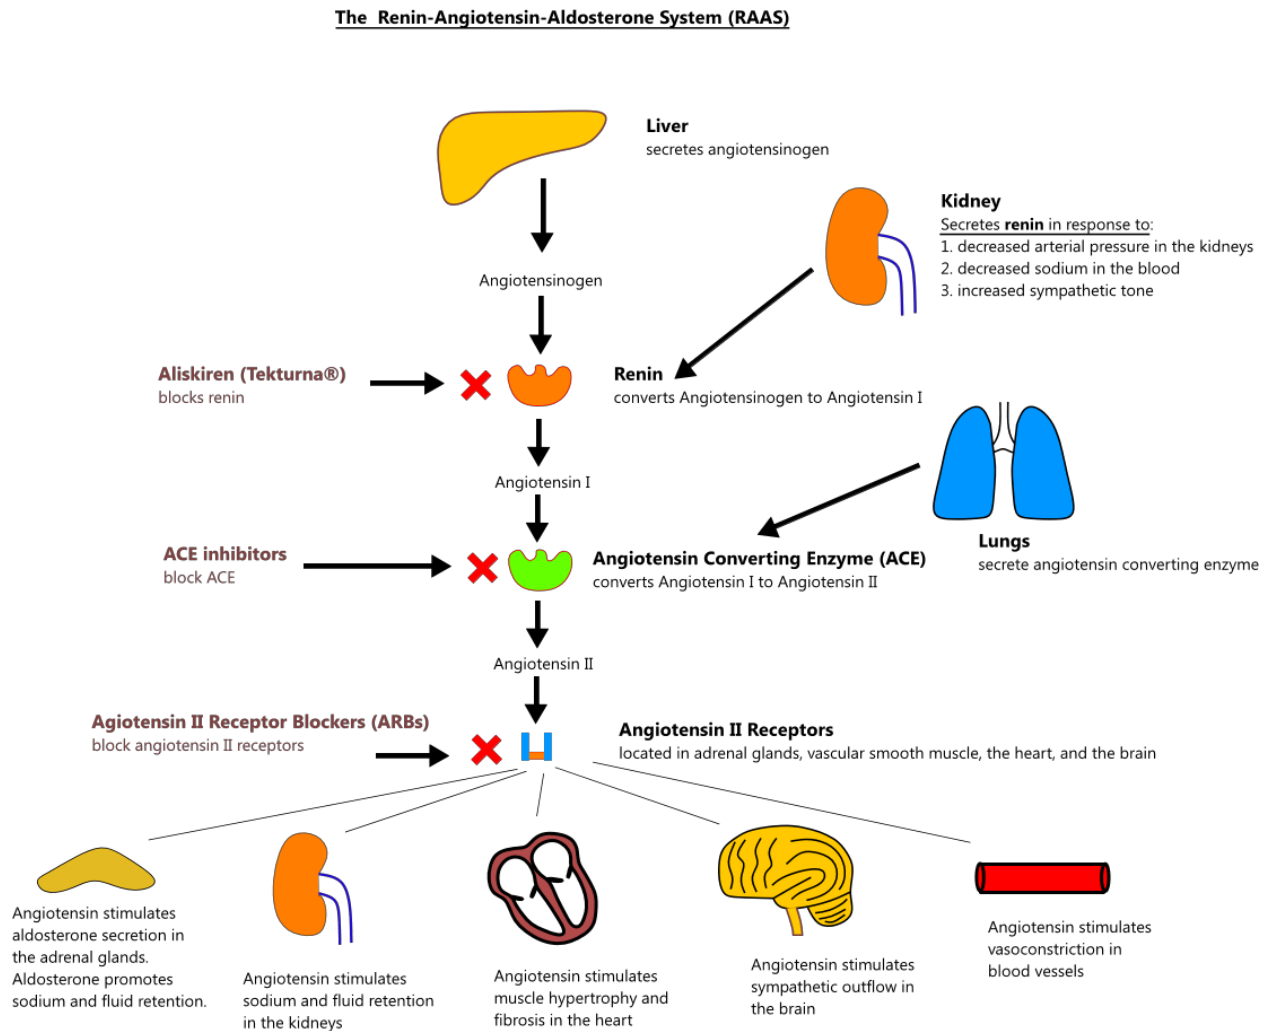 The Renin-Angiotensin-Aldosterone System (RAAS)
Liver
secretes angiotensinogen
Kidney
Secretes renin in response to:
1. decreased arterial pressure in the kidneys
2. decreased sodium in the blood
3. increased sympathetic tone
Angiotensinogen
Aliskiren (Tekturna®)
blocks renin
Renin
converts Angiotensinogen to Angiotensin I
Angiotensin I
Lungs
secrete angiotensin converting enzyme
ACE inhibitors
block ACE
Angiotensin Converting Enzyme (ACE)
converts Angiotensin I to Angiotensin II
Angiotensin II
Agiotensin II Receptor Blockers (ARBs)
block angiotensin II receptors
Angiotensin II Receptors
located in adrenal glands, vascular smooth muscle, the heart, and the brain
Angiotensin stimulates
aldosterone secretion in
the adrenal glands.
Aldosterone promotes
sodium and fluid retention.
Angiotensin stimulates
sodium and fluid retention
in the kidneys
Angiotensin stimulates
muscle hypertrophy and
fibrosis in the heart
Angiotensin stimulates
sympathetic outflow in
the brain
Angiotensin stimulates
vasoconstriction in
blood vessels